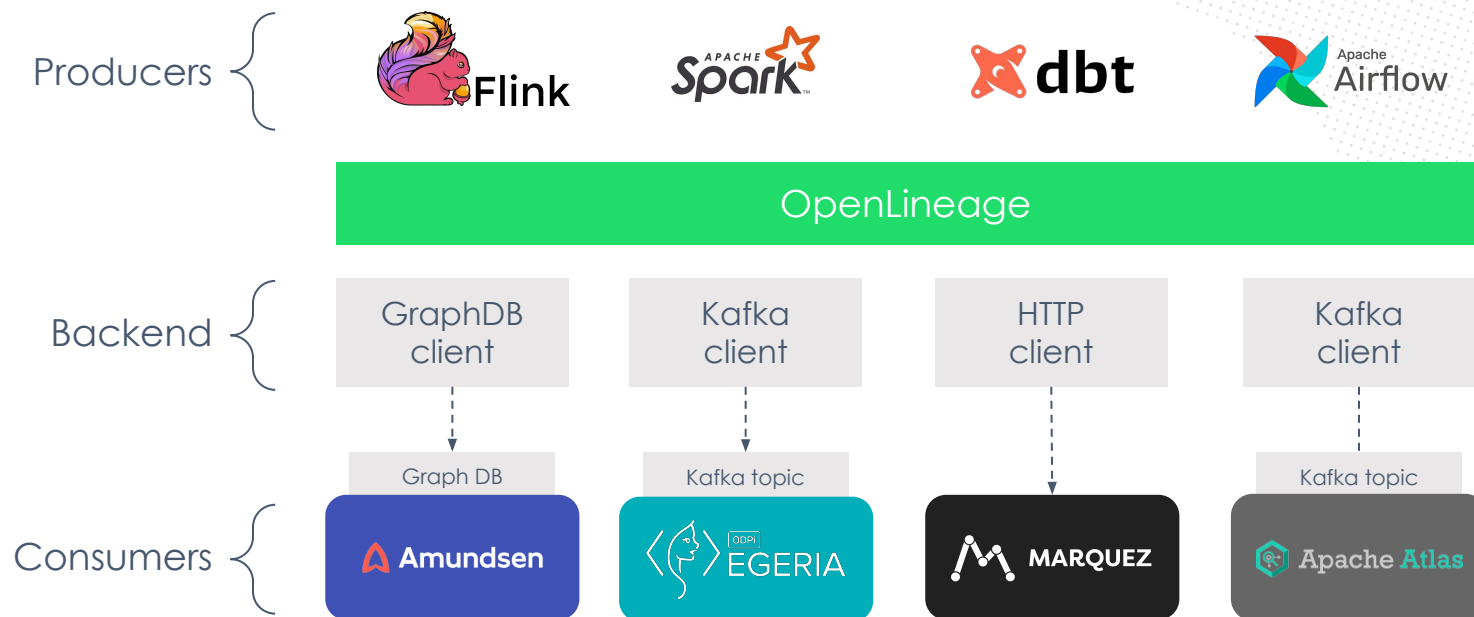 Producers
Flink
APACHE
Spark™
dbt
Apache
Airflow
OpenLineage
Backend
GraphDB
client
Kafka
client
HTTP
client
Kafka
client
Graph DB
Kafka topic
Kafka topic
Consumers
Amundsen
ODPi
EGERIA
MARQUEZ
Apache Atlas